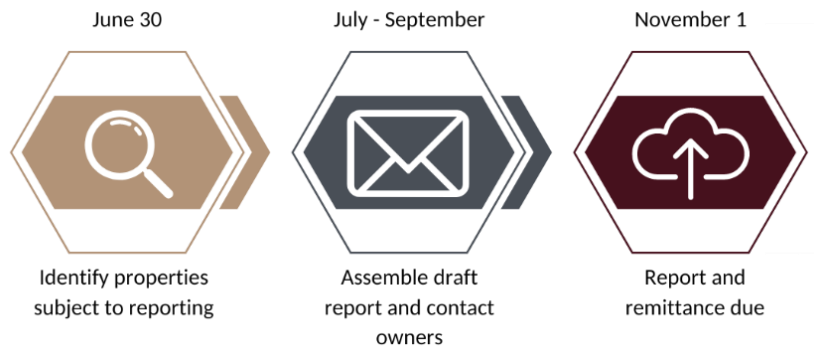 June 30
July - September
November 1
Identify properties
subject to reporting
Assemble draft
report and contact
owners
Report and
remittance due